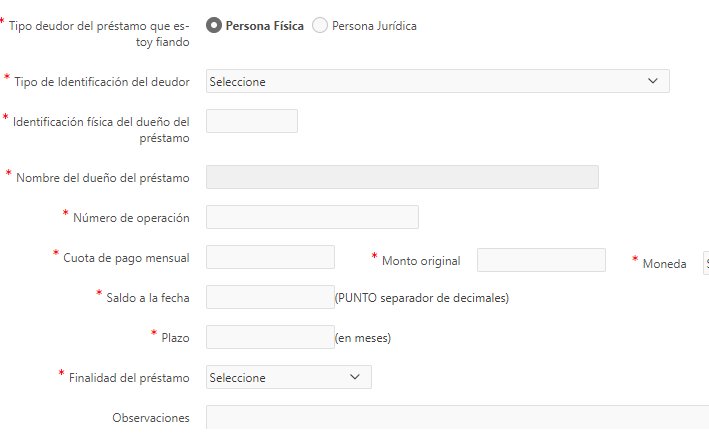 * Tipo deudor del préstamo que es-
toy fiando
Persona Física
Persona Jurídica
* Tipo de Identificación del deudor
Seleccione
* Identificación física del dueño del
préstamo
* Nombre del dueño del préstamo
* Número de operación
* Cuota de pago mensual
* Monto original
* Moneda
* Saldo a la fecha
(PUNTO separador de decimales)
* Plazo
(en meses)
* Finalidad del préstamo
Seleccione
Observaciones